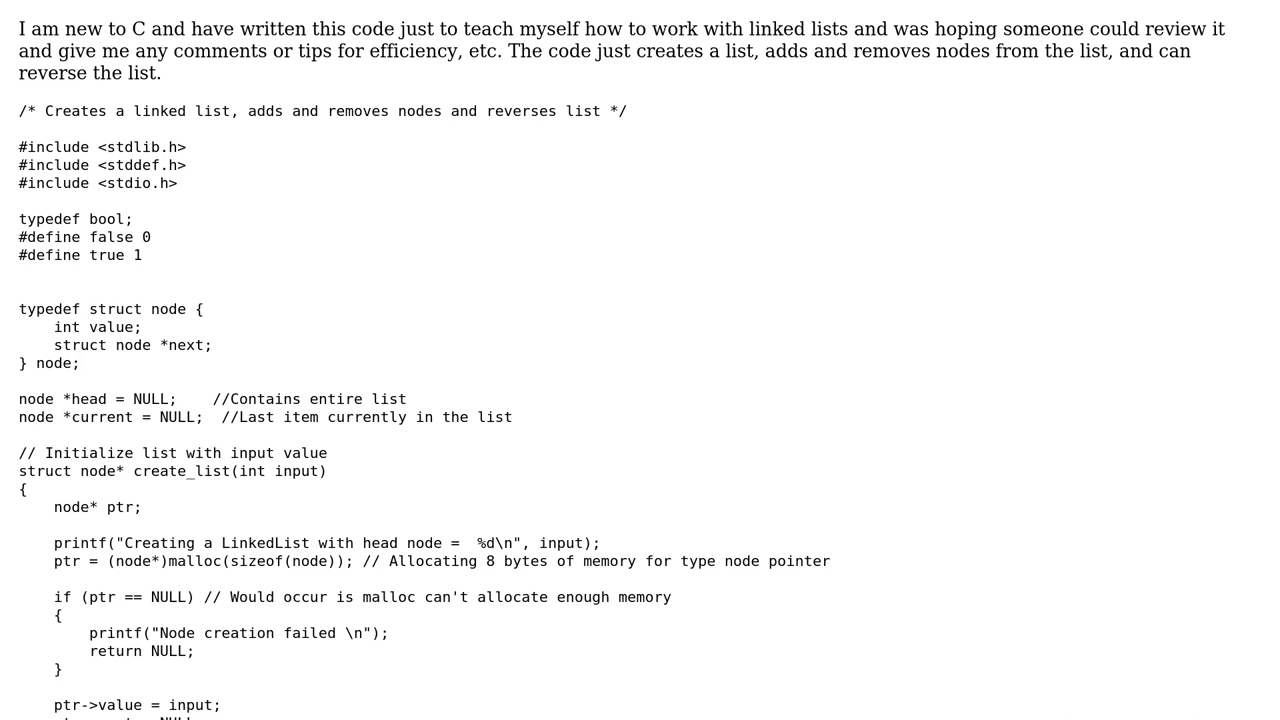 I am new to C and have written this code just to teach myself how to work with linked lists and was hoping someone could review it
and give me any comments or tips for efficiency, etc. The code just creates a list, adds and removes nodes from the list, and can
reverse the list.
/* Creates a linked list, adds and removes nodes and reverses list */
#include <stdlib.h>
#include <stddef.h>
#include <stdio.h>
typedef bool;
#define false 0
#define true 1
typedef struct node {
    int value;
    struct node *next;
} node;
node *head = NULL;    //Contains entire list
node *current = NULL;  //Last item currently in the list
// Initialize list with input value
struct node* create_list(int input)
{
    node* ptr;
    printf("Creating a LinkedList with head node =  %d\n", input);
    ptr = (node*)malloc(sizeof(node)); // Allocating 8 bytes of memory for type node pointer
    if (ptr == NULL) // Would occur is malloc can't allocate enough memory
    {
        printf("Node creation failed \n");
        return NULL;
    }
    ptr->value = input;